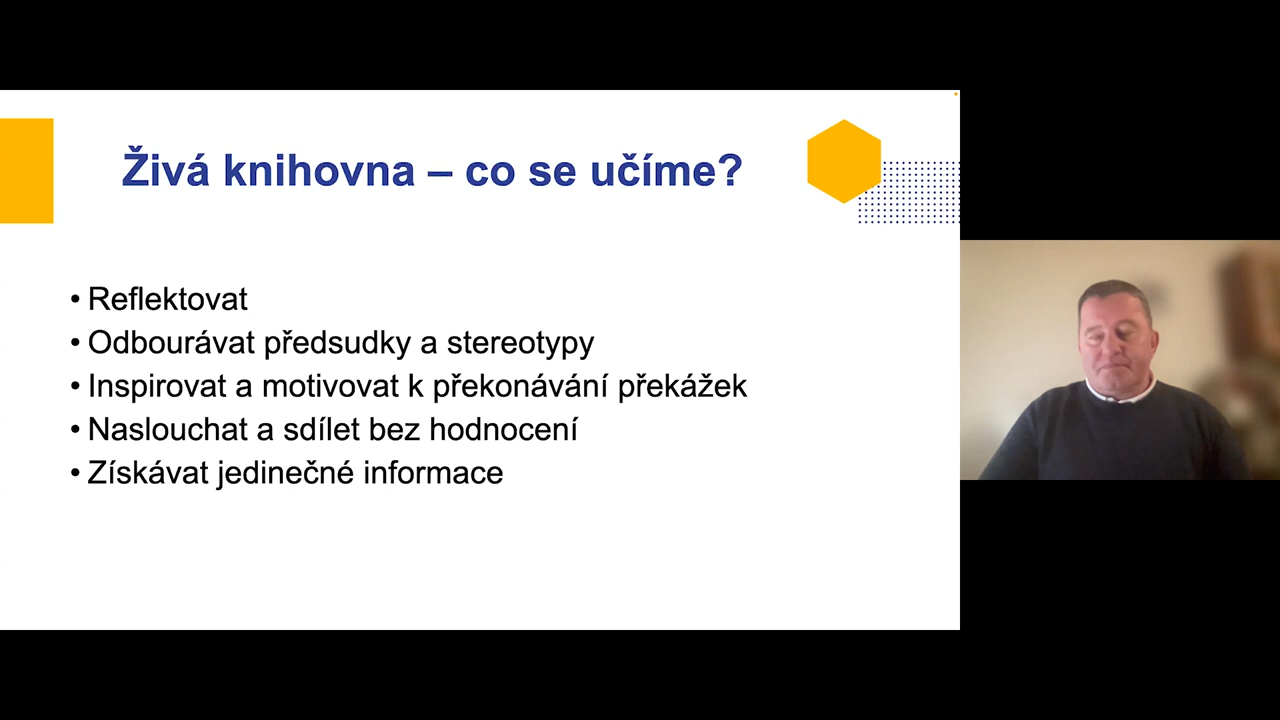 Živá knihovna – co se učíme?
• Reflektovat
• Odbourávat předsudky a stereotypy
• Inspirovat a motivovat k překonávání překážek
• Naslouchat a sdílet bez hodnocení
• Získávat jedinečné informace